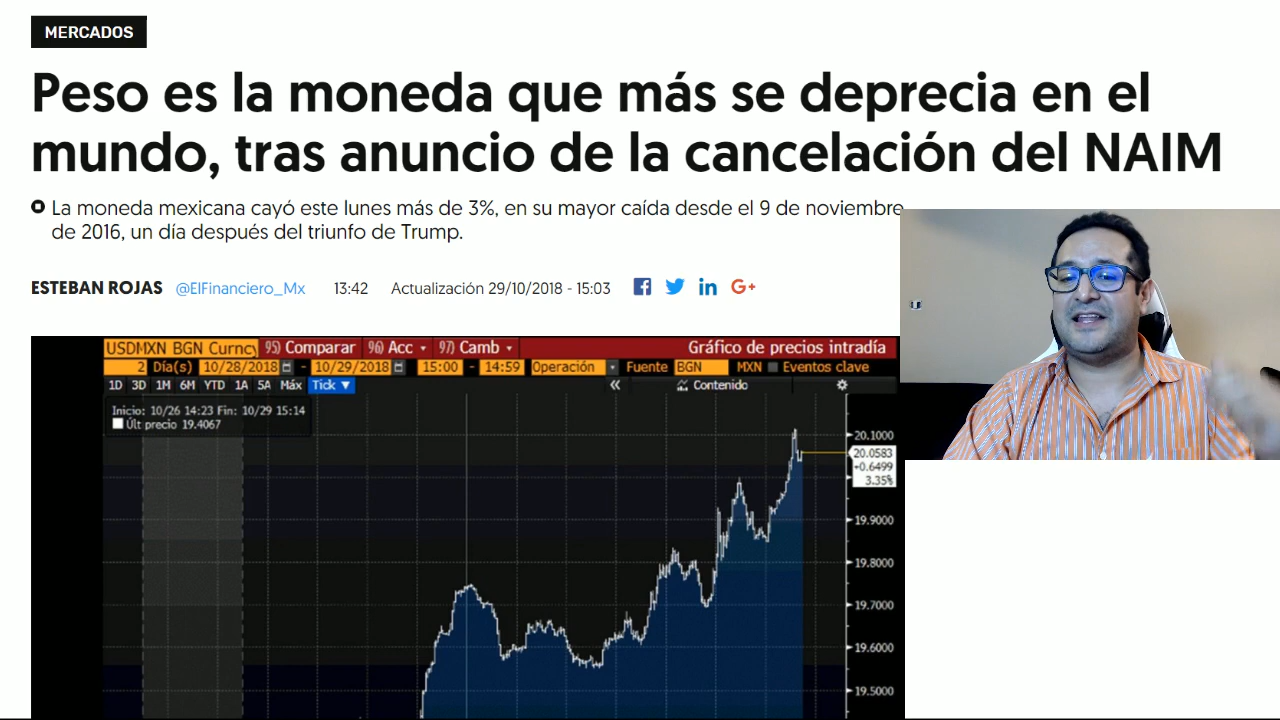 MERCADOS
Peso es la moneda que más se deprecia en el
mundo, tras anuncio de la cancelación del NAIM
La moneda mexicana cayó este lunes más de 3%, en su mayor caída desde el 9 de noviembre
de 2016, un día después del triunfo de Trump.
ESTEBAN ROJAS @ElFinanciero_Mx 13:42 Actualización 29/10/2018 - 15:03 G+
USDMXN BGN Curncy 95) Comparar 96) Acc 97) Camb Gráfico de precios intradía
2 Día(s) 10/28/2018 - 10/29/2018 15:00 - 14:59 Operación Fuente BGN MXN Eventos clave
1D 3D 1M 6M YTD 1A 5A Máx Tick ▼ « Contenido
Inicio: 10/26 14:23 Fin: 10/29 15:14
Últ precio 19.4067
20.1000
20.0583
+0.6499
3.35%
19.9000
19.8000
19.7000
19.6000
19.5000